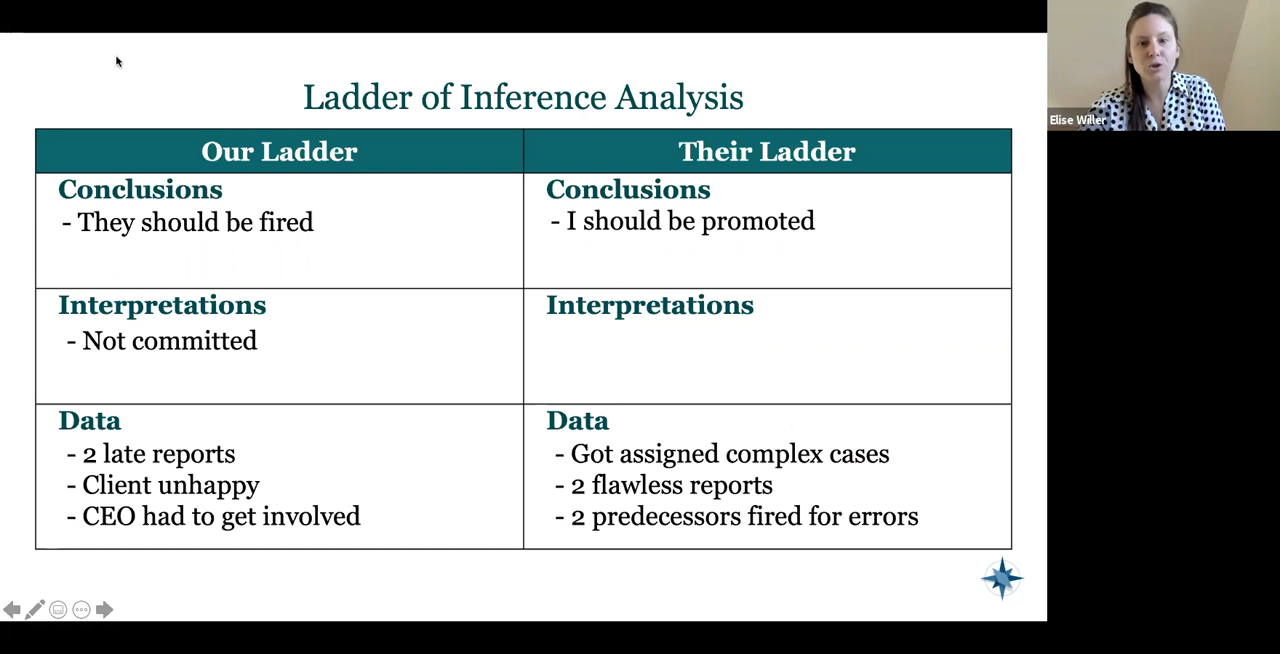 Ladder of Inference Analysis
Our Ladder
Their Ladder
Conclusions
- They should be fired
Conclusions
- I should be promoted
Interpretations
- Not committed
Interpretations
Data
- 2 late reports
- Client unhappy
- CEO had to get involved
Data
- Got assigned complex cases
- 2 flawless reports
- 2 predecessors fired for errors
Elise Willer